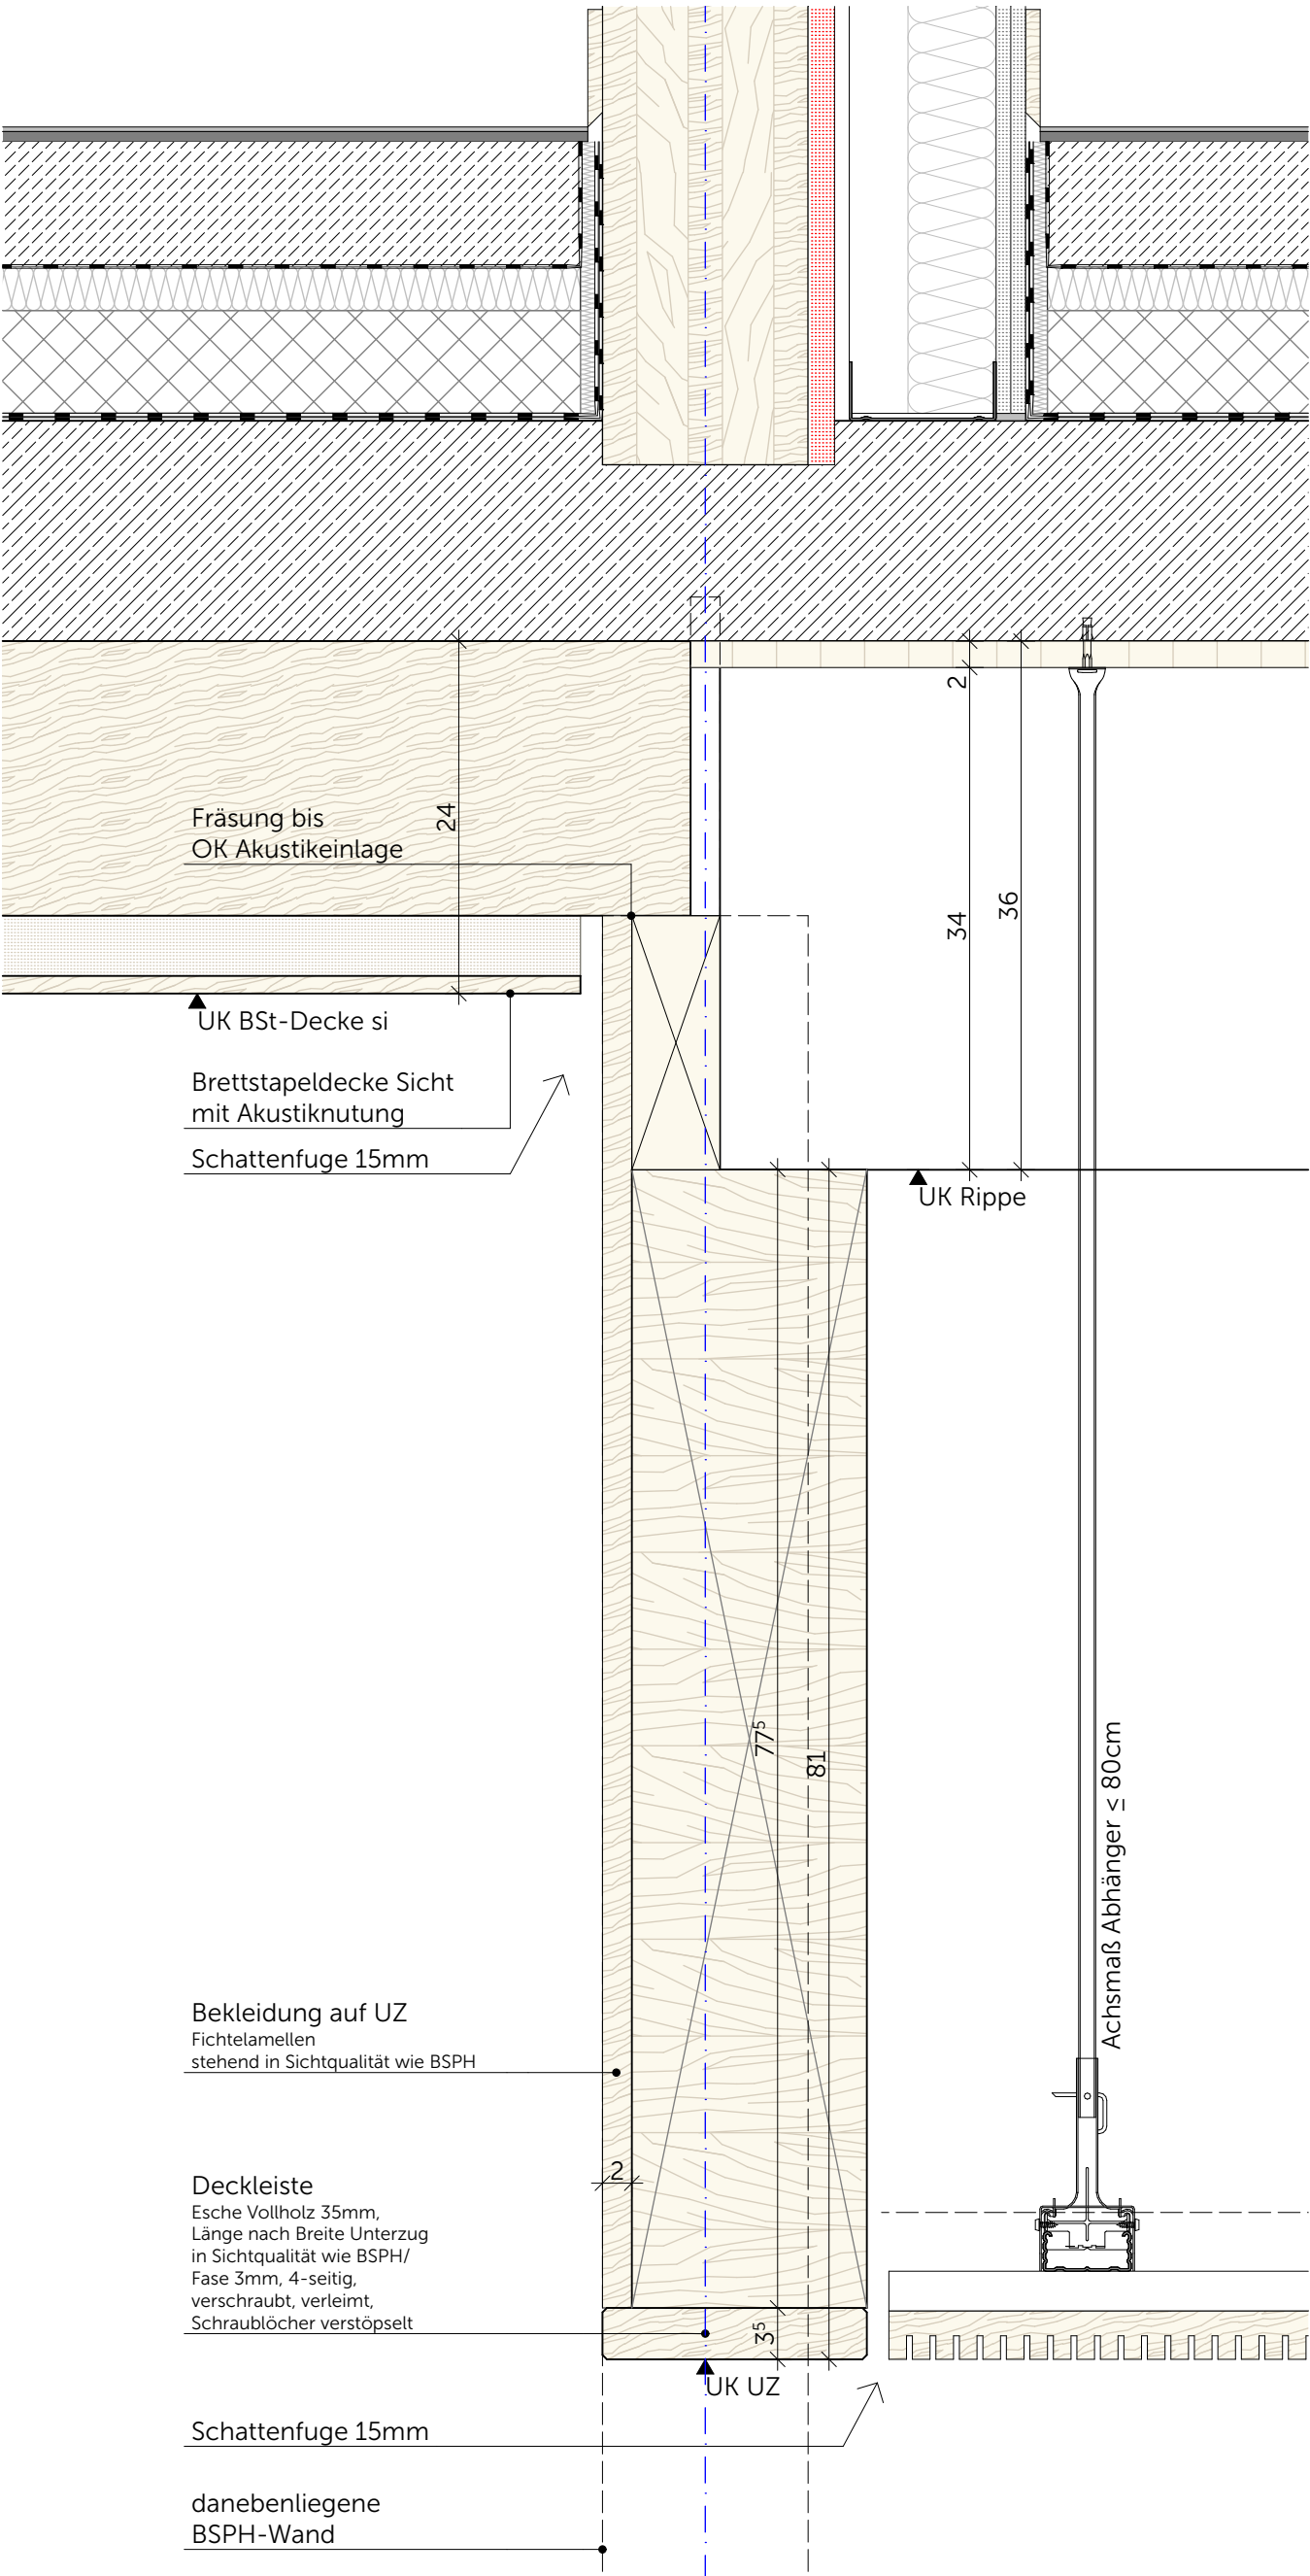 Fräsung bis
OK Akustikeinlage
24
2
34
36
UK BSt-Decke si
Brettstapeldecke Sicht
mit Akustiknutung
Schattenfuge 15mm
UK Rippe
77⁵
81
Achsmaß Abhänger ≤ 80cm
Bekleidung auf UZ
Fichtelamellen
stehend in Sichtqualität wie BSPH
2
Deckleiste
Esche Vollholz 35mm,
Länge nach Breite Unterzug
in Sichtqualität wie BSPH/
Fase 3mm, 4-seitig,
verschraubt, verleimt,
Schraublöcher verstöpselt
3⁵
UK UZ
Schattenfuge 15mm
danebenliegene
BSPH-Wand